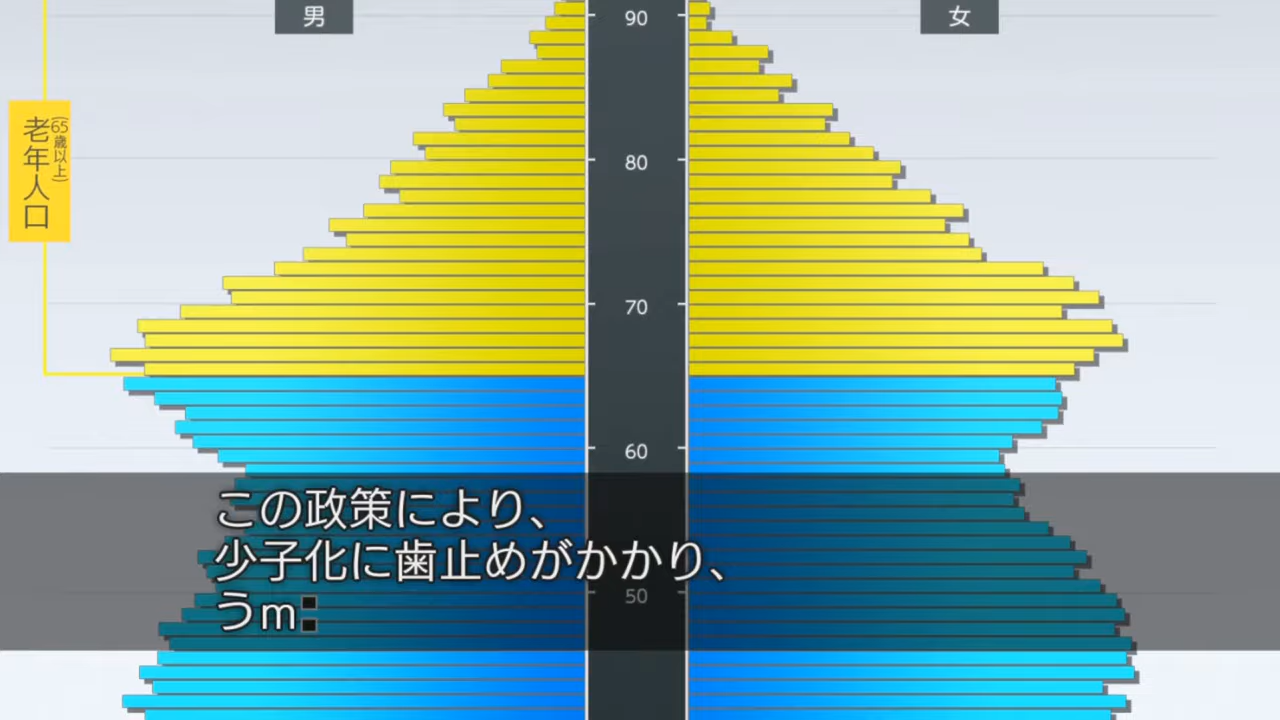 男
女
90
80
70
60
50
老年人口
(65歳以上)
この政策により、
少子化に歯止めがかかり、
うm: